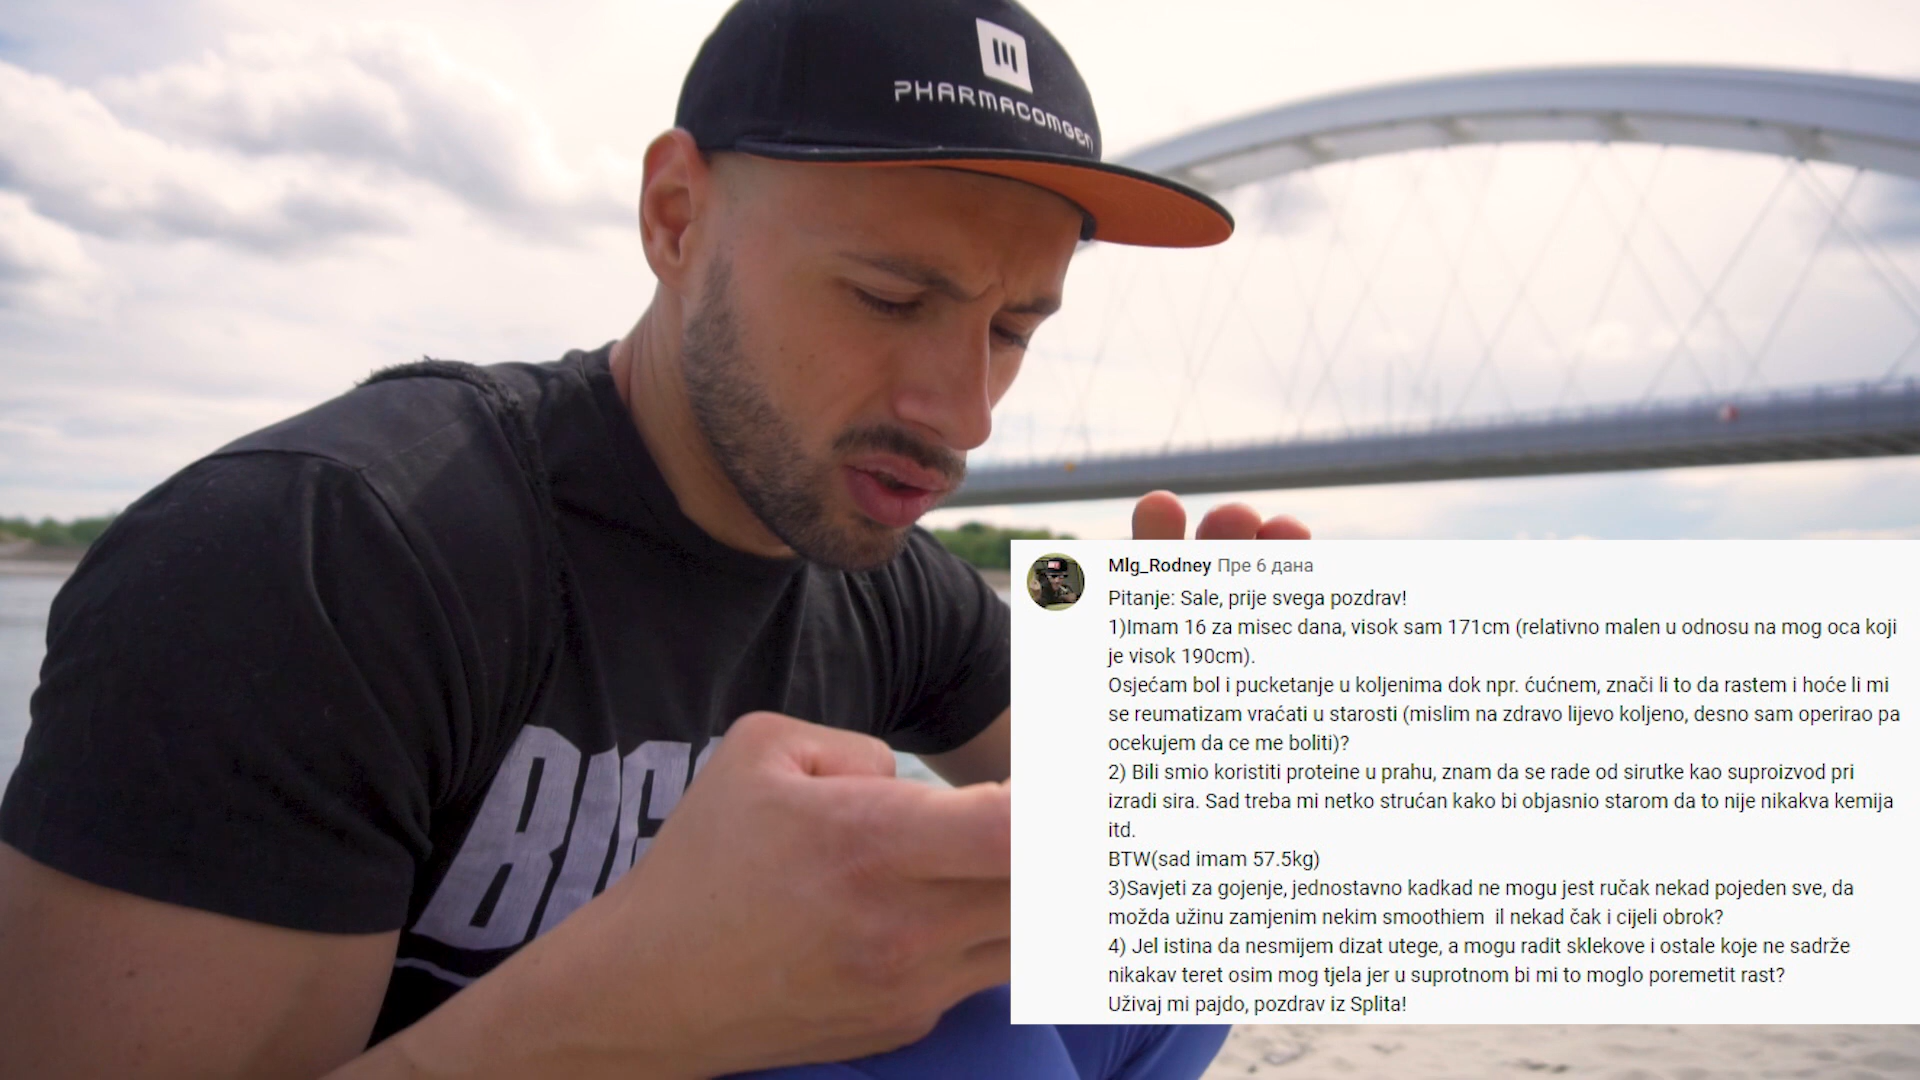 PHARMACOMGEN
Mlg_Rodney Пре 6 дана
Pitanje: Sale, prije svega pozdrav!
1)Imam 16 za misec dana, visok sam 171cm (relativno malen u odnosu na mog oca koji
je visok 190cm).
Osjećam bol i pucketanje u koljenima dok npr. ćućnem, znači li to da rastem i hoće li mi
se reumatizam vraćati u starosti (mislim na zdravo lijevo koljeno, desno sam operirao pa
ocekujem da ce me boliti)?
2) Bili smio koristiti proteine u prahu, znam da se rade od sirutke kao suproizvod pri
izradi sira. Sad treba mi netko strućan kako bi objasnio starom da to nije nikakva kemija
itd.
BTW(sad imam 57.5kg)
3)Savjeti za gojenje, jednostavno kadkad ne mogu jest ručak nekad pojeden sve, da
možda užinu zamjenim nekim smoothiem il nekad čak i cijeli obrok?
4) Jel istina da nesmijem dizat utege, a mogu radit sklekove i ostale koje ne sadrže
nikakav teret osim mog tjela jer u suprotnom bi mi to moglo poremetit rast?
Uživaj mi pajdo, pozdrav iz Splita!